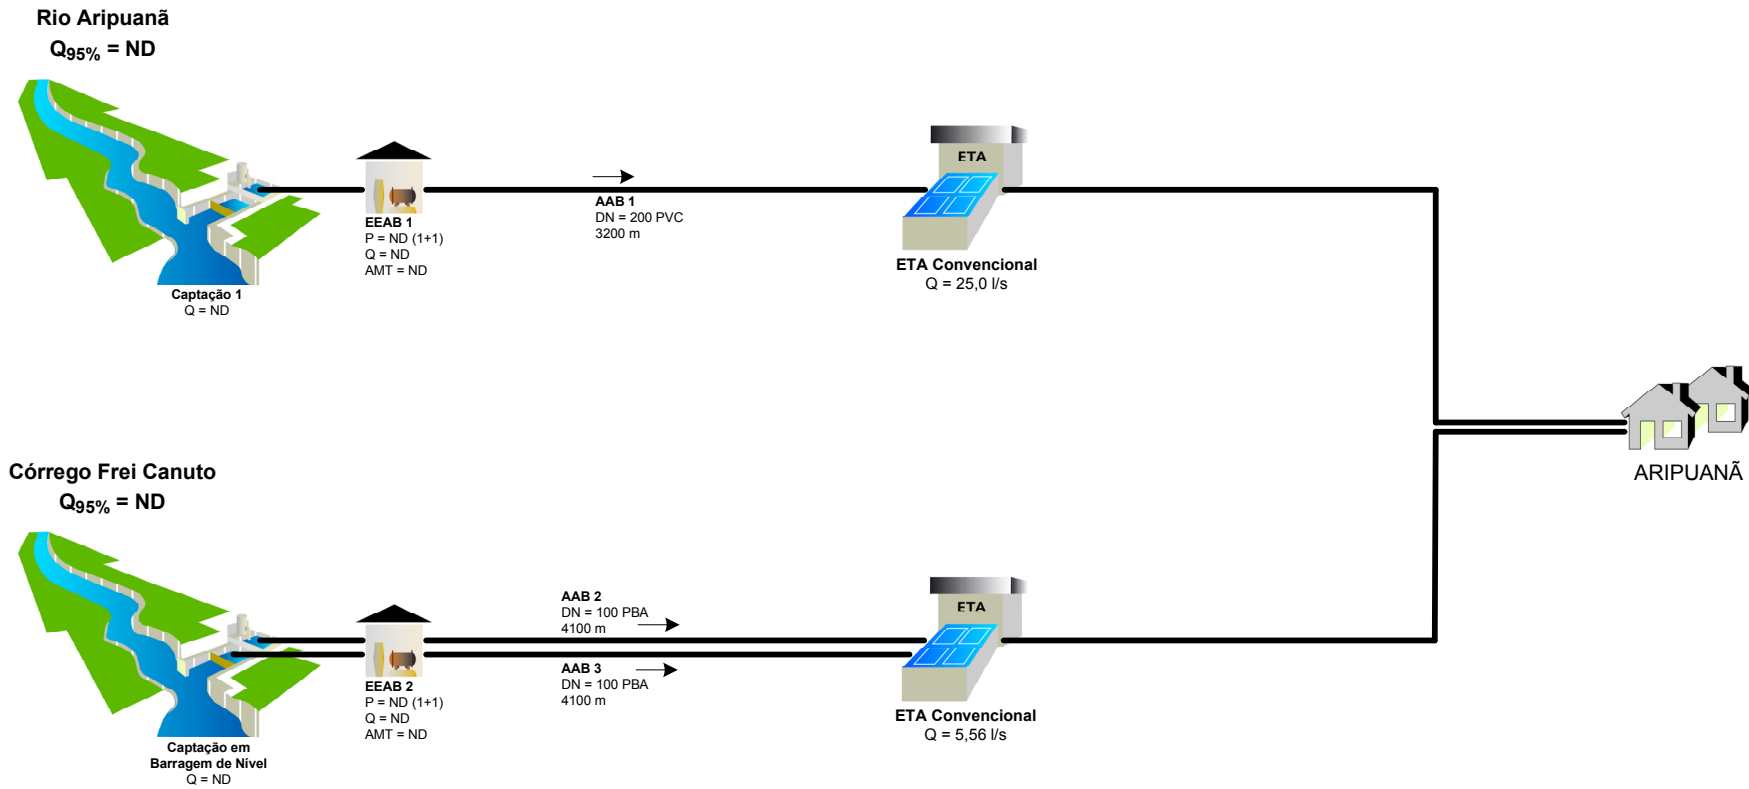 Rio Aripuanã
Q95% = ND
ETA
AAB 1
DN = 200 PVC
3200 m
EEAB 1
P = ND (1+1)
Q = ND
AMT = ND
ETA Convencional
Q = 25,0 l/s
Captação 1
Q = ND
ARIPUANÃ
Córrego Frei Canuto
Q95% = ND
AAB 2
DN = 100 PBA
4100 m
ETA
AAB 3
DN = 100 PBA
4100 m
EEAB 2
P = ND (1+1)
Q = ND
AMT = ND
ETA Convencional
Q = 5,56 l/s
Captação em
Barragem de Nível
Q = ND